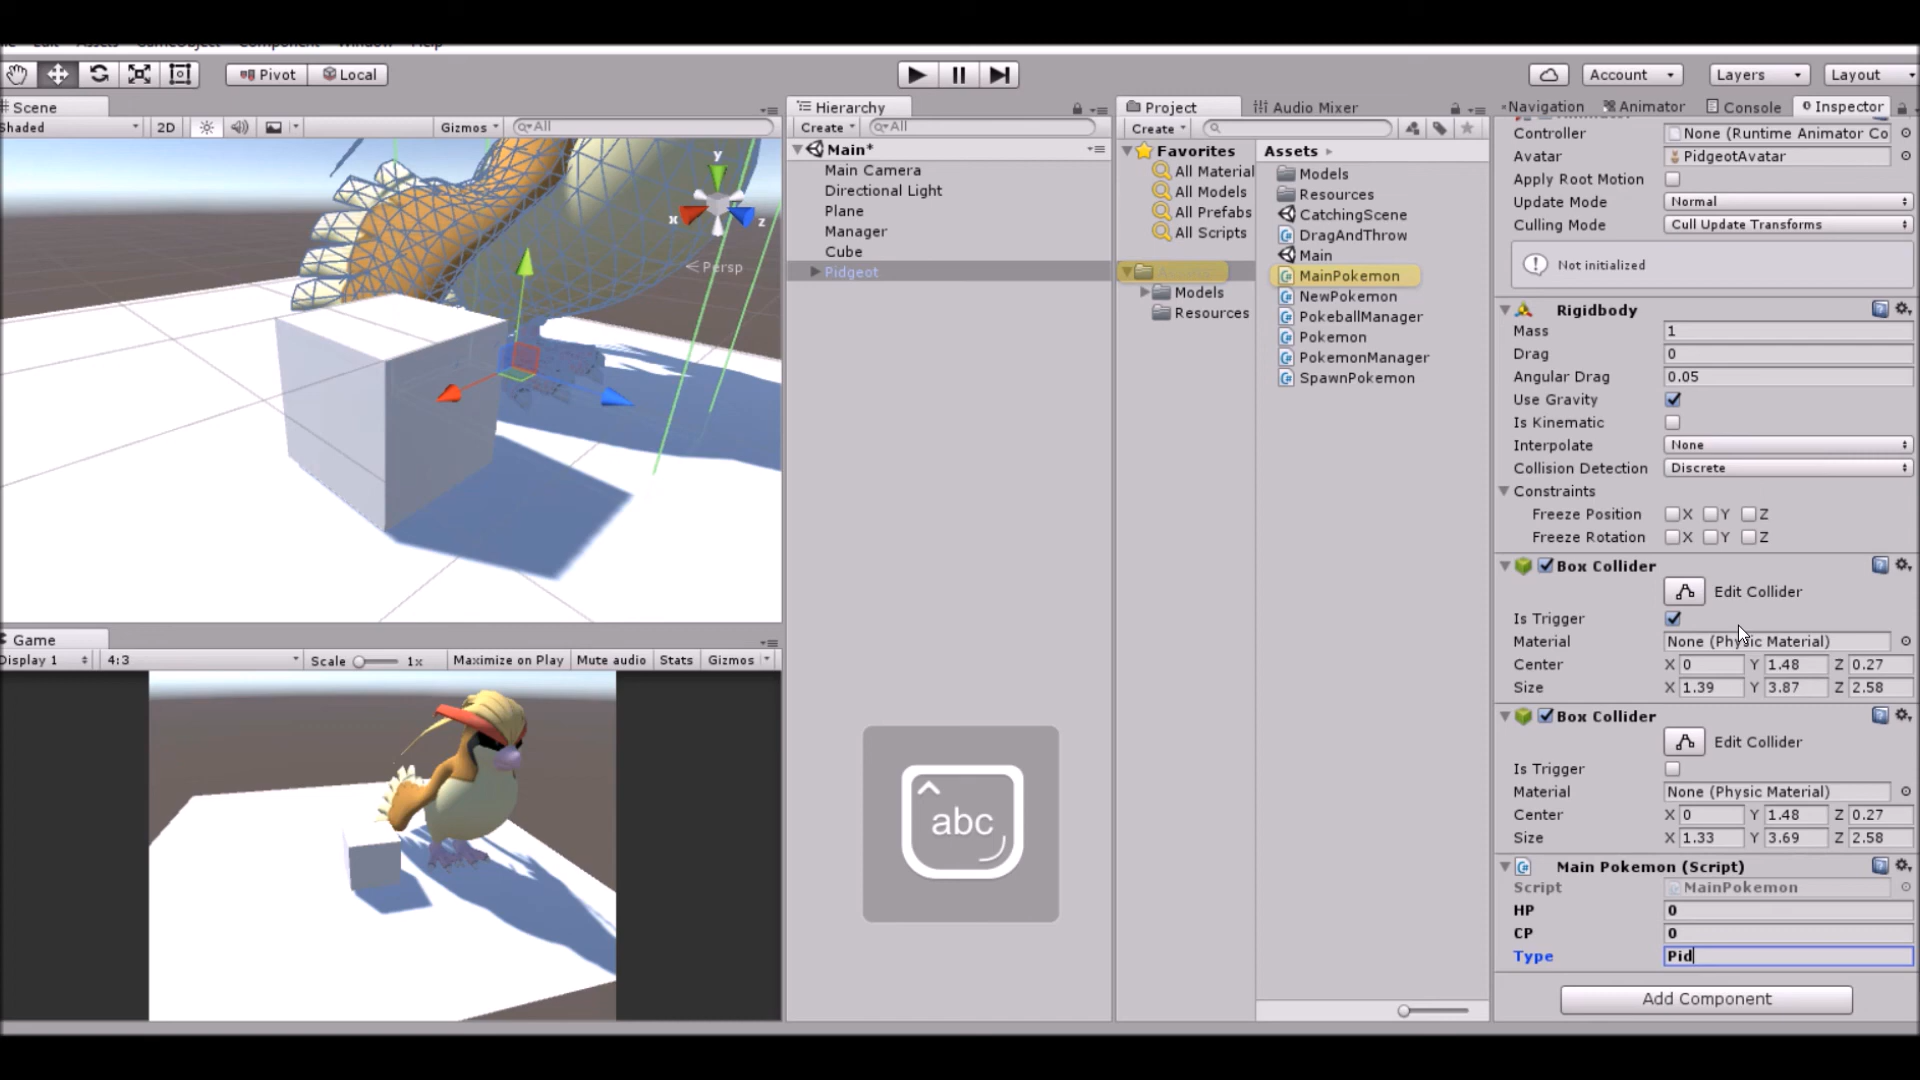 Edit Assets GameObject Component Window Help
Pivot Local Account Layers Layout
Scene
Shaded 2D Gizmos All
y
x z
Persp
Game
Display 1 4:3 Scale 1x Maximize on Play Mute audio Stats Gizmos
Hierarchy
Create All
Main*
Main Camera
Directional Light
Plane
Manager
Cube
Pidgeot
abc
Project Audio Mixer
Create
Favorites
All Material
All Models
All Prefabs
All Scripts
Models
Resources
Assets
Models
Resources
CatchingScene
DragAndThrow
Main
MainPokemon
NewPokemon
PokeballManager
Pokemon
PokemonManager
SpawnPokemon
Navigation Animator Console Inspector
Controller None (Runtime Animator Co
Avatar PidgeotAvatar
Apply Root Motion
Update Mode Normal
Culling Mode Cull Update Transforms
Not initialized
Rigidbody
Mass 1
Drag 0
Angular Drag 0.05
Use Gravity
Is Kinematic
Interpolate None
Collision Detection Discrete
Constraints
Freeze Position X Y Z
Freeze Rotation X Y Z
Box Collider
Edit Collider
Is Trigger
Material None (Physic Material)
Center X 0 Y 1.48 Z 0.27
Size X 1.39 Y 3.87 Z 2.58
Box Collider
Edit Collider
Is Trigger
Material None (Physic Material)
Center X 0 Y 1.48 Z 0.27
Size X 1.33 Y 3.69 Z 2.58
Main Pokemon (Script)
Script MainPokemon
HP 0
CP 0
Type Pid
Add Component